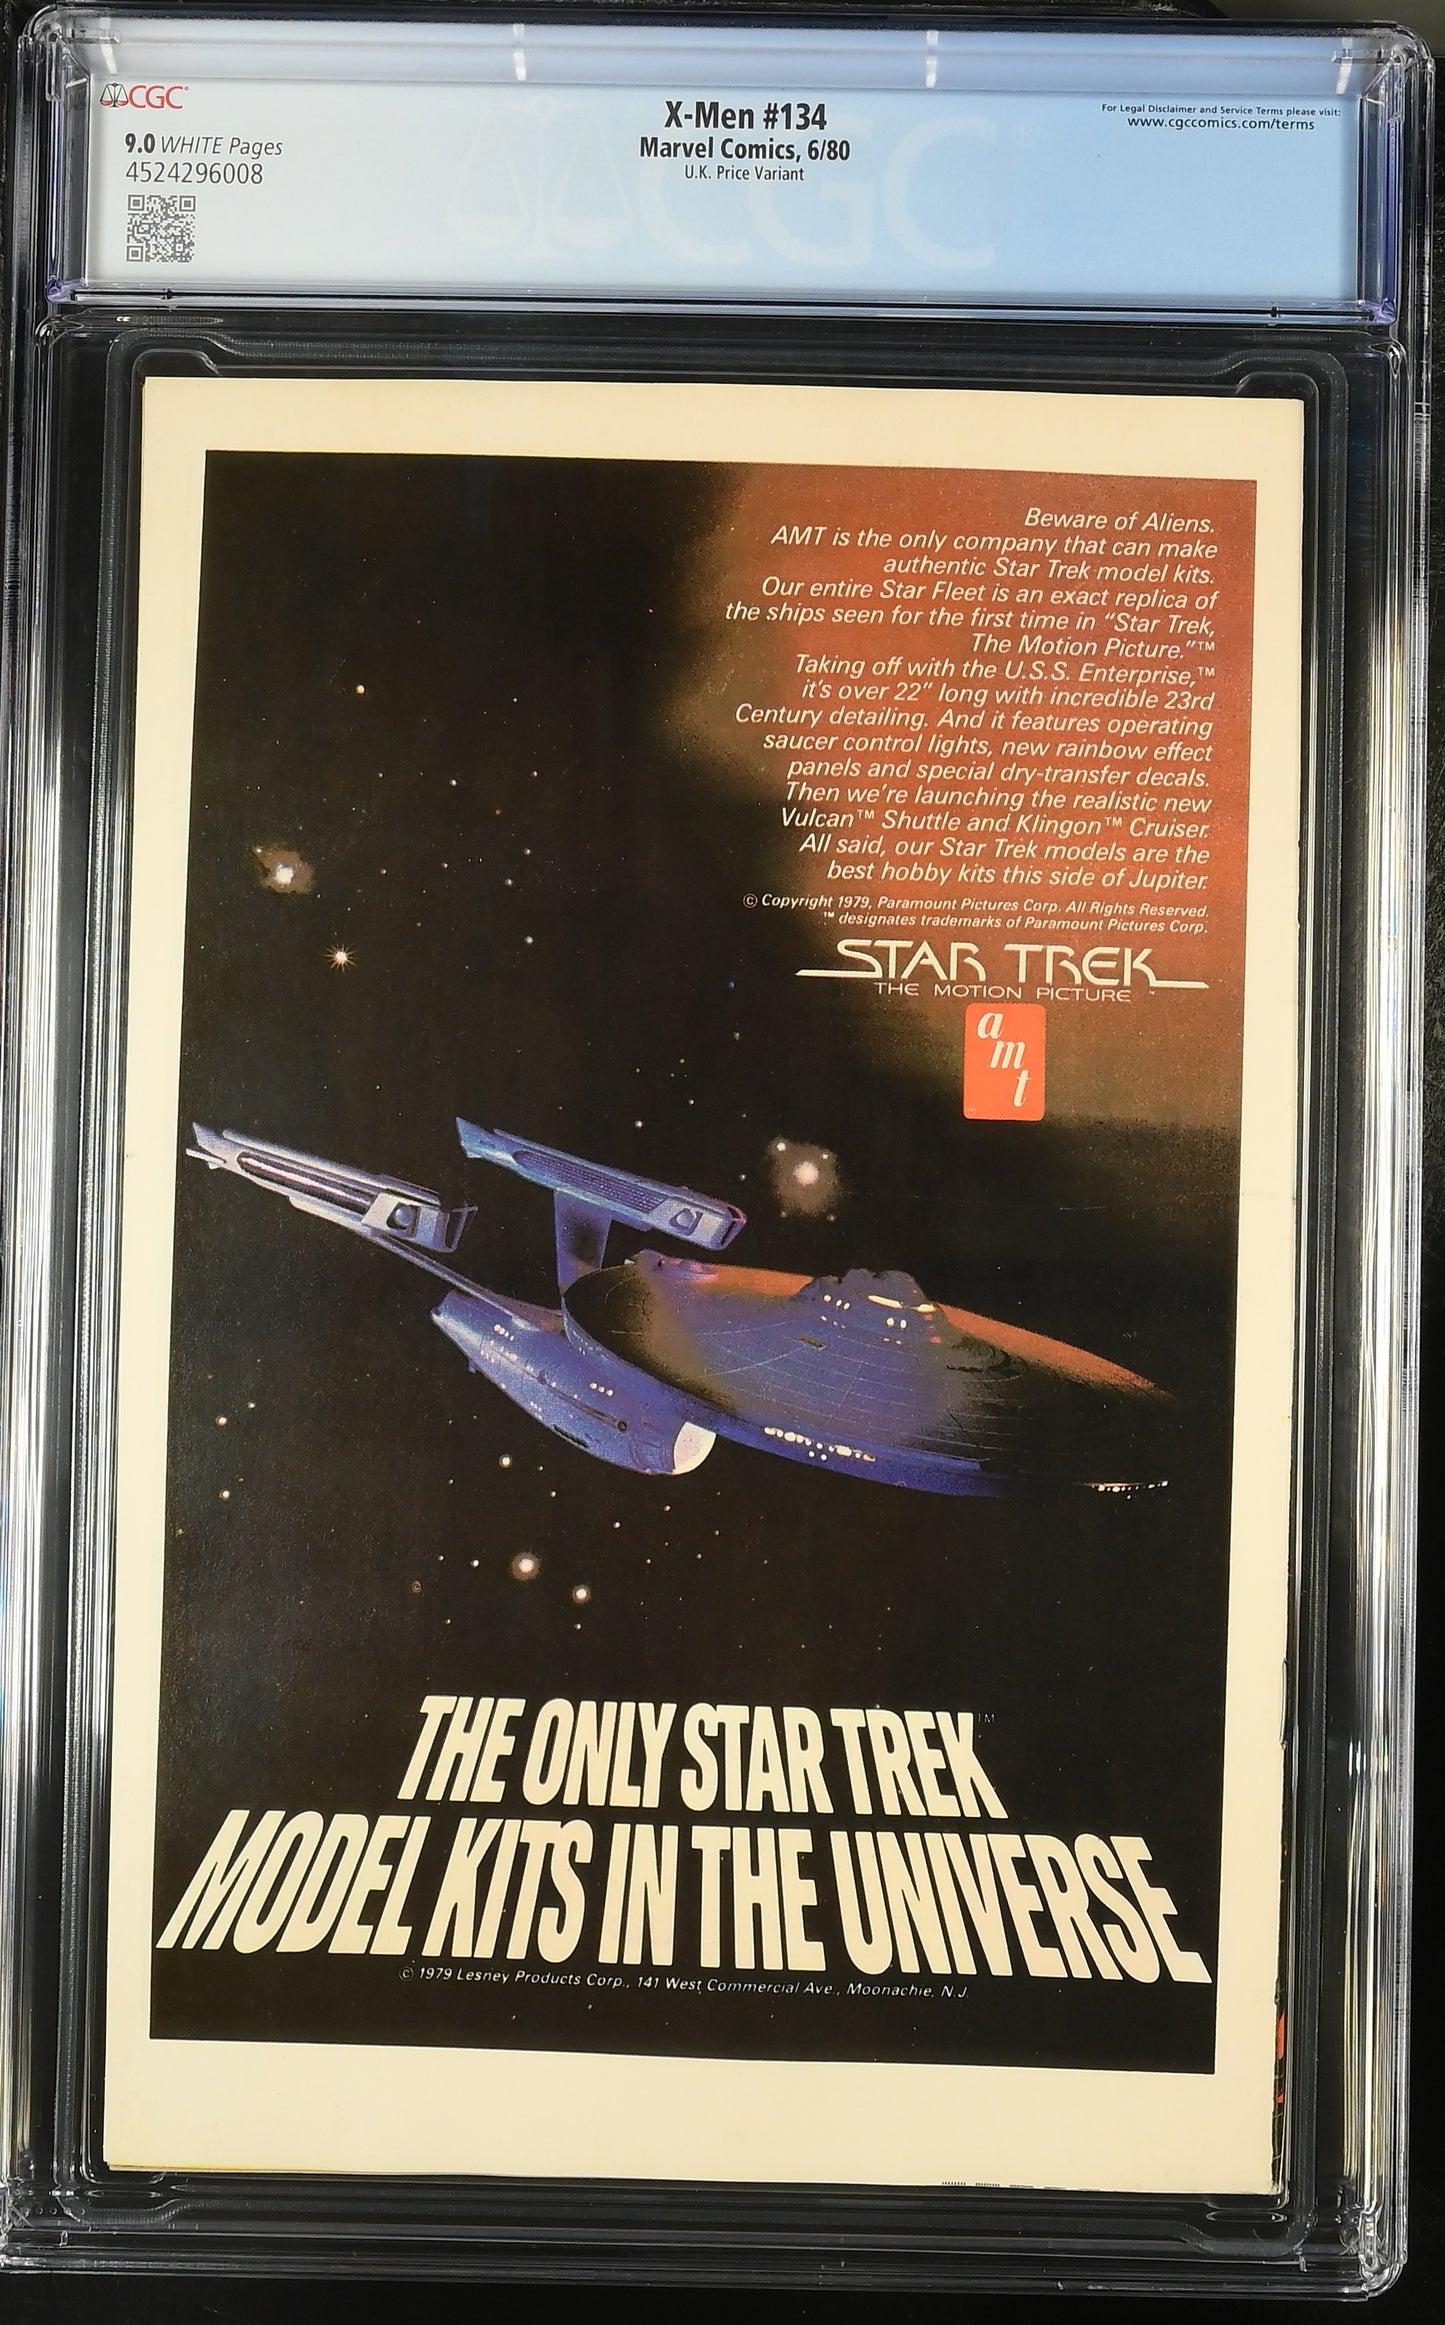 CGC
9.0 WHITE Pages
4524296008
X-Men #134
Marvel Comics, 6/80
U.K. Price Variant
For Legal Disclaimer and Service Terms please visit:
www.cgccomics.com/terms
CGC®
Beware of Aliens.
AMT is the only company that can make
authentic Star Trek model kits.
Our entire Star Fleet is an exact replica of
the ships seen for the first time in “Star Trek,
The Motion Picture.”™
Taking off with the U.S.S. Enterprise,™
it's over 22” long with incredible 23rd
Century detailing. And it features operating
saucer control lights, new rainbow effect
panels and special dry-transfer decals.
Then we're launching the realistic new
Vulcan™ Shuttle and Klingon™ Cruiser.
All said, our Star Trek models are the
best hobby kits this side of Jupiter.
© Copyright 1979, Paramount Pictures Corp. All Rights Reserved.
™ designates trademarks of Paramount Pictures Corp.
STAR TREK
THE MOTION PICTURE™
amt
THE ONLY STAR TREK™
MODEL KITS IN THE UNIVERSE
© 1979 Lesney Products Corp., 141 West Commercial Ave., Moonachie, N.J.